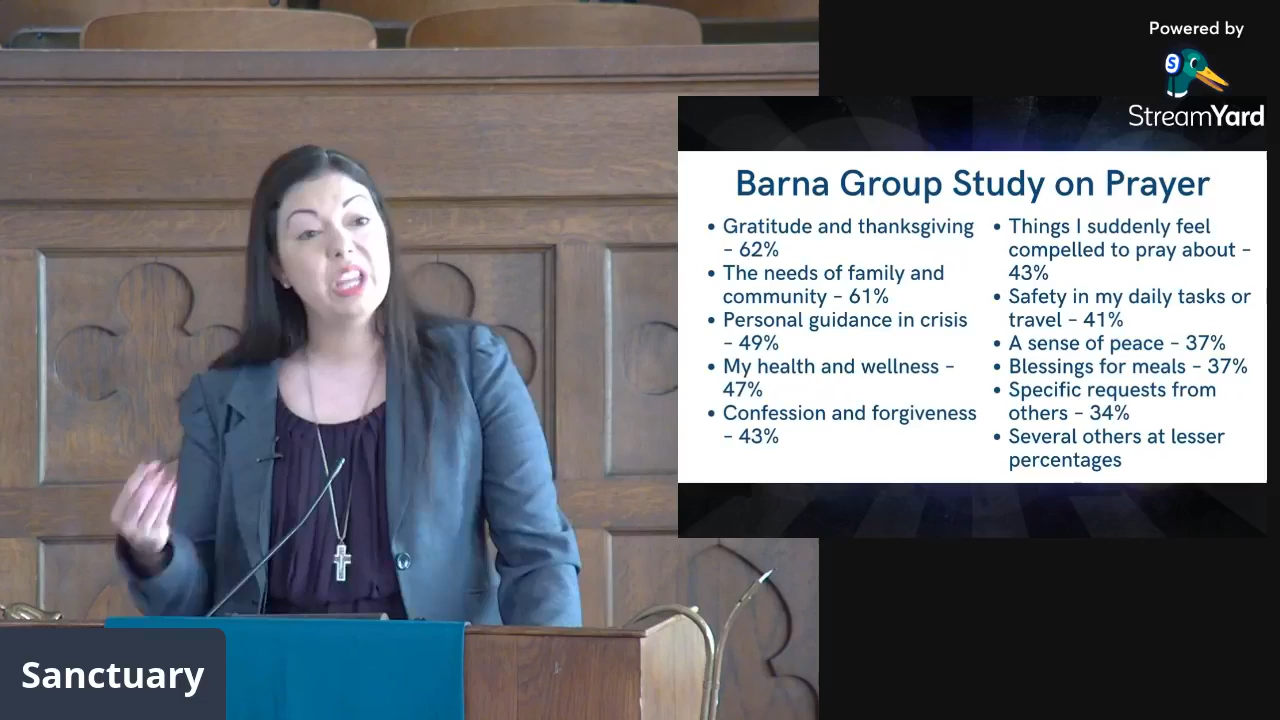 Powered by
StreamYard
Barna Group Study on Prayer
• Gratitude and thanksgiving
– 62%
• The needs of family and
community – 61%
• Personal guidance in crisis
– 49%
• My health and wellness –
47%
• Confession and forgiveness
– 43%
• Things I suddenly feel
compelled to pray about –
43%
• Safety in my daily tasks or
travel – 41%
• A sense of peace – 37%
• Blessings for meals – 37%
• Specific requests from
others – 34%
• Several others at lesser
percentages
Sanctuary